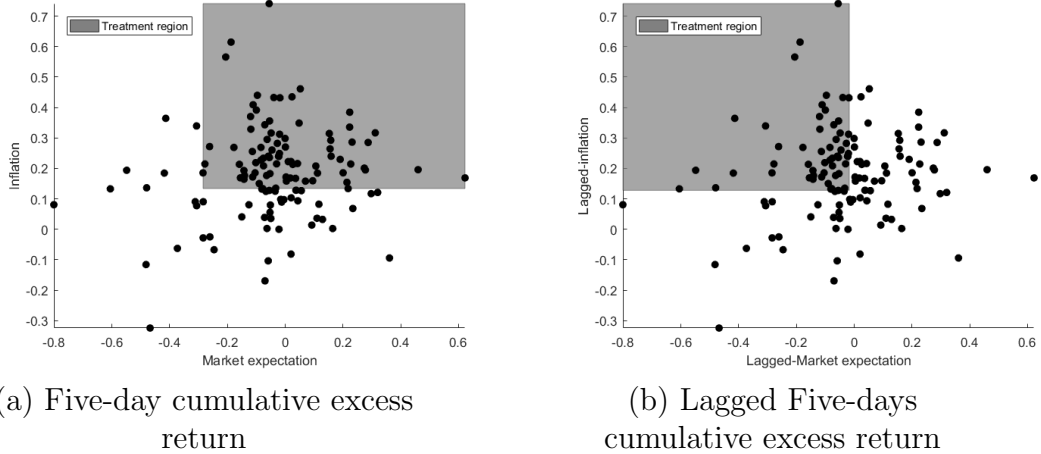 0.7
0.6
0.5
0.4
0.3
0.2
0.1
0
-0.1
-0.2
-0.3
Inflation
Treatment region
-0.8 -0.6 -0.4 -0.2 0 0.2 0.4 0.6
Market expectation
(a) Five-day cumulative excess
return
0.7
0.6
0.5
0.4
0.3
0.2
0.1
0
-0.1
-0.2
-0.3
Lagged-inflation
Treatment region
-0.8 -0.6 -0.4 -0.2 0 0.2 0.4 0.6
Lagged-Market expectation
(b) Lagged Five-days
cumulative excess return